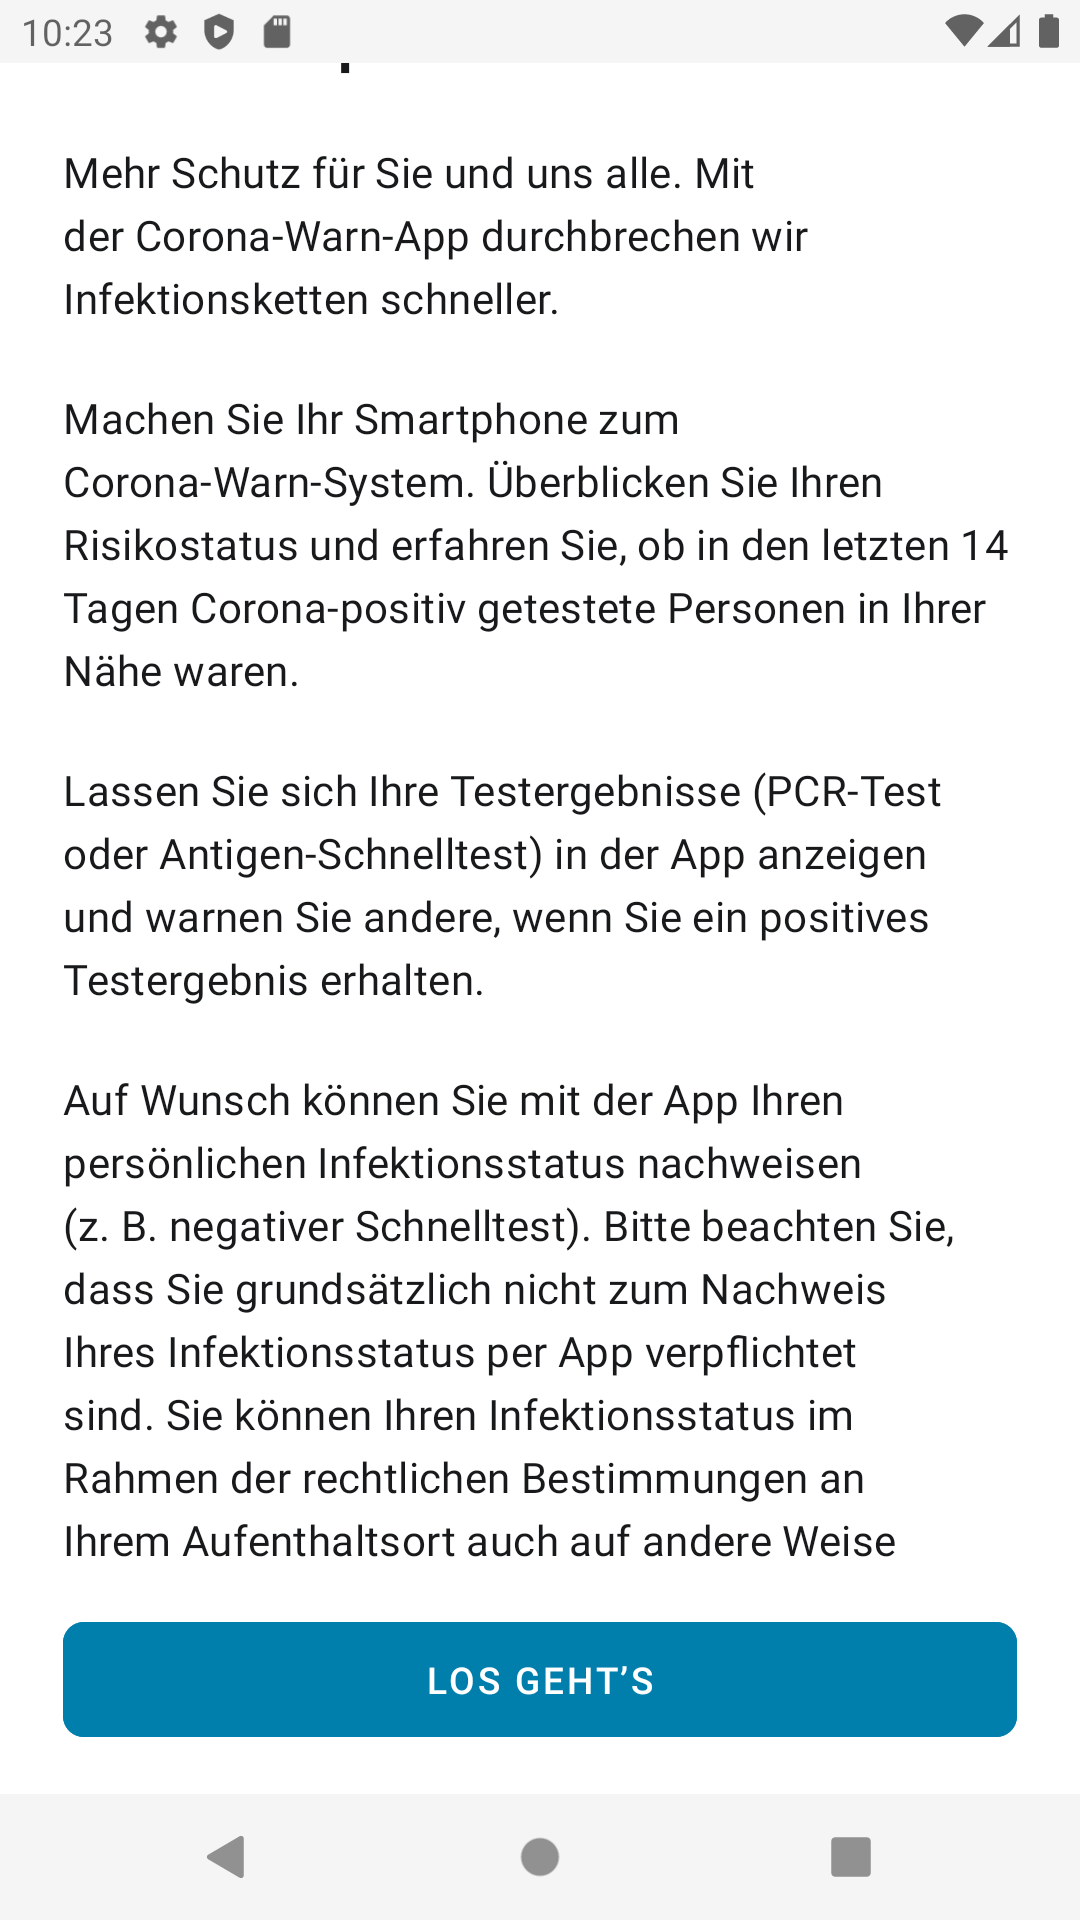 10:23
Mehr Schutz für Sie und uns alle. Mit
der Corona-Warn-App durchbrechen wir
Infektionsketten schneller.
Machen Sie Ihr Smartphone zum
Corona-Warn-System. Überblicken Sie Ihren
Risikostatus und erfahren Sie, ob in den letzten 14
Tagen Corona-positiv getestete Personen in Ihrer
Nähe waren.
Lassen Sie sich Ihre Testergebnisse (PCR-Test
oder Antigen-Schnelltest) in der App anzeigen
und warnen Sie andere, wenn Sie ein positives
Testergebnis erhalten.
Auf Wunsch können Sie mit der App Ihren
persönlichen Infektionsstatus nachweisen
(z. B. negativer Schnelltest). Bitte beachten Sie,
dass Sie grundsätzlich nicht zum Nachweis
Ihres Infektionsstatus per App verpflichtet
sind. Sie können Ihren Infektionsstatus im
Rahmen der rechtlichen Bestimmungen an
Ihrem Aufenthaltsort auch auf andere Weise
LOS GEHT’S